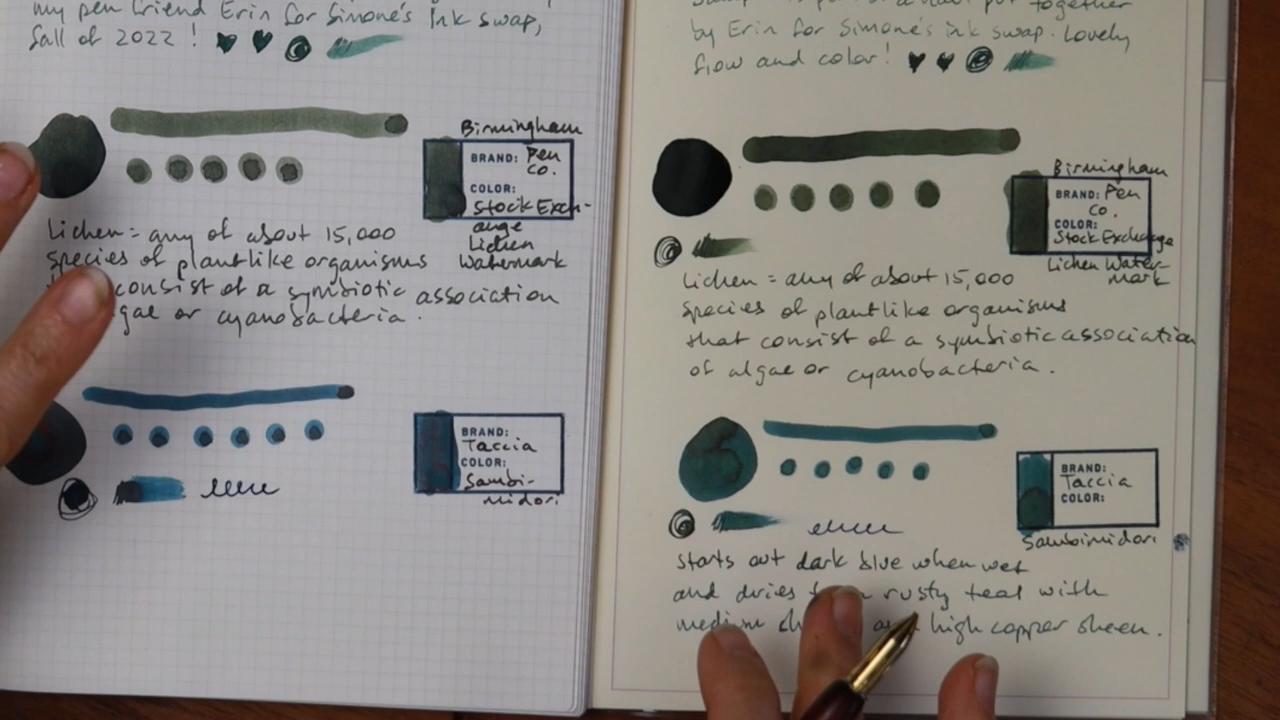 my pen friend Erin for Simone's ink swap,
fall of 2022!
Birmingham
BRAND: Pen
Co.
COLOR:
Stock Exch-
ange
Lichen
Watermark
Lichen = any of about 15,000
species of plantlike organisms
consist of a symbiotic association
gae or cyanobacteria.
BRAND:
Taccia
COLOR:
Sambi-
midori
put together
by Erin for Simone's ink swap. Lovely
flow and color!
Birmingham
BRAND: Pen
Co.
COLOR:
Stock Exchange
Lichen Water-
mark
Lichen = any of about 15,000
species of plantlike organisms
that consist of a symbiotic association
of algae or cyanobacteria.
BRAND:
Taccia
COLOR:
Sambimidori
starts out dark blue when wet
and dries rusty teal with
medium high copper sheen.